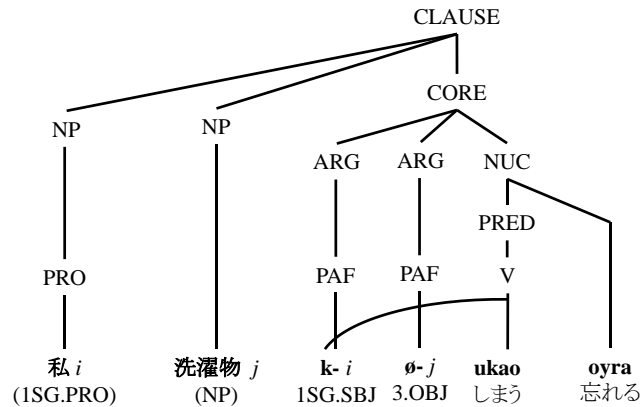 CLAUSE
CORE
NP NP
ARG ARG NUC
PRED
PRO PAF PAF V
私 i 洗濯物 j k- i ø- j ukao oyra
(1SG.PRO) (NP) 1SG.SBJ 3.OBJ しまう 忘れる